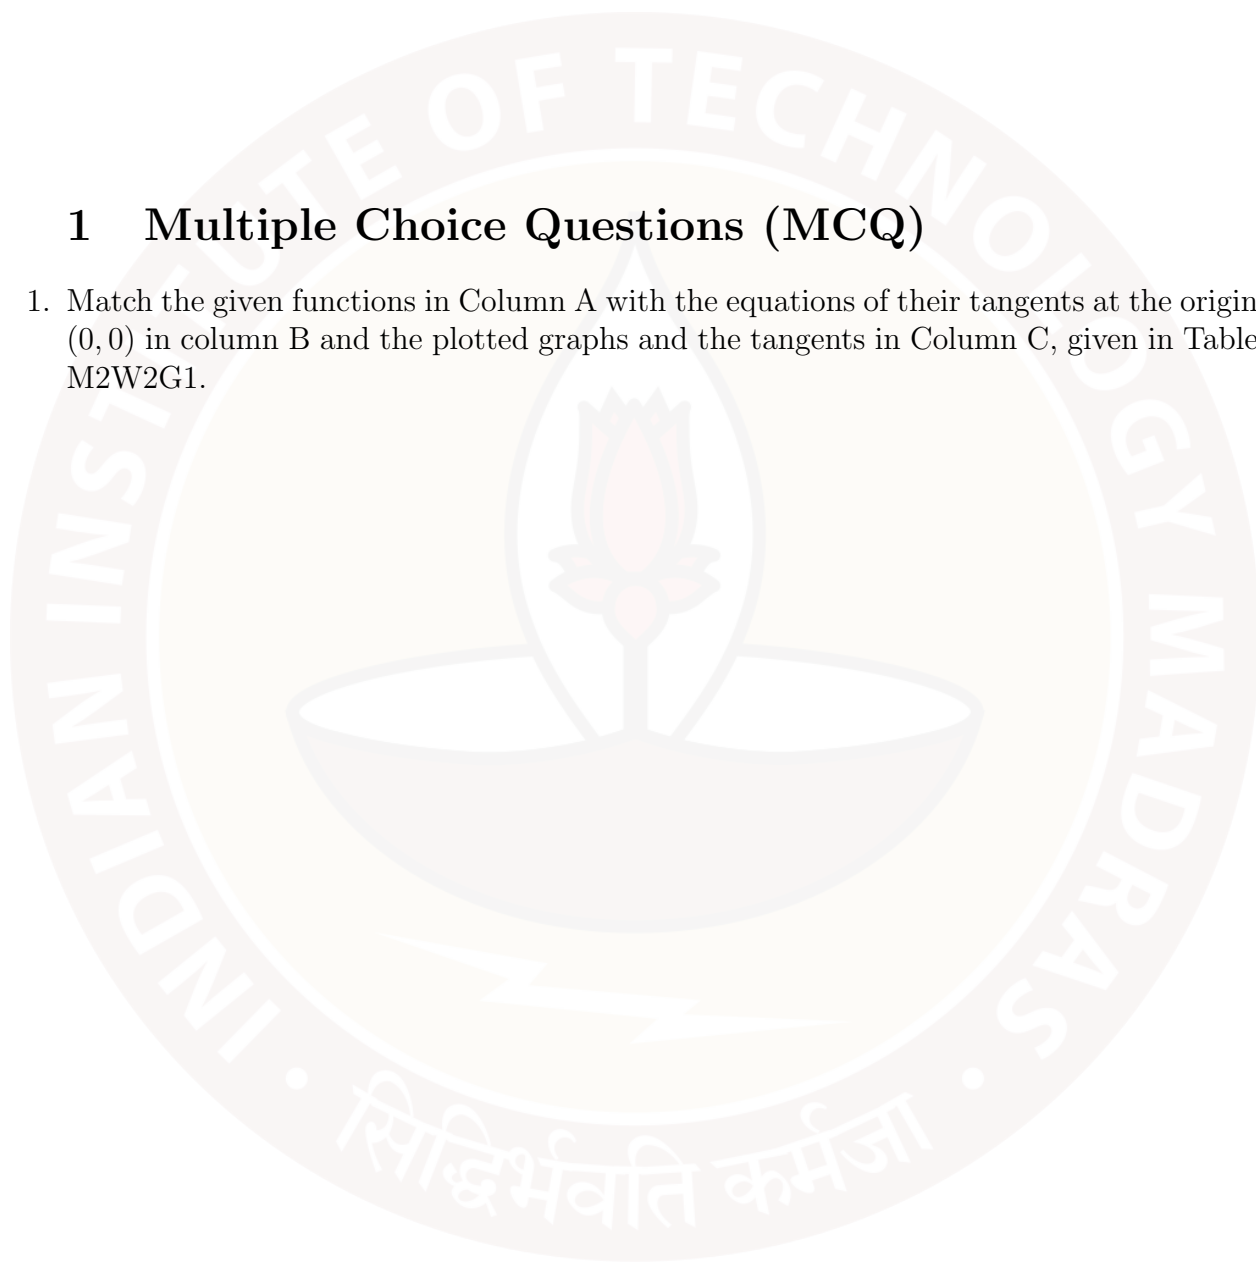 INDIAN INSTITUTE OF TECHNOLOGY MADRAS
सिद्धिर्भवति कर्मजा
1 Multiple Choice Questions (MCQ)
1. Match the given functions in Column A with the equations of their tangents at the origin
(0, 0) in column B and the plotted graphs and the tangents in Column C, given in Table
M2W2G1.